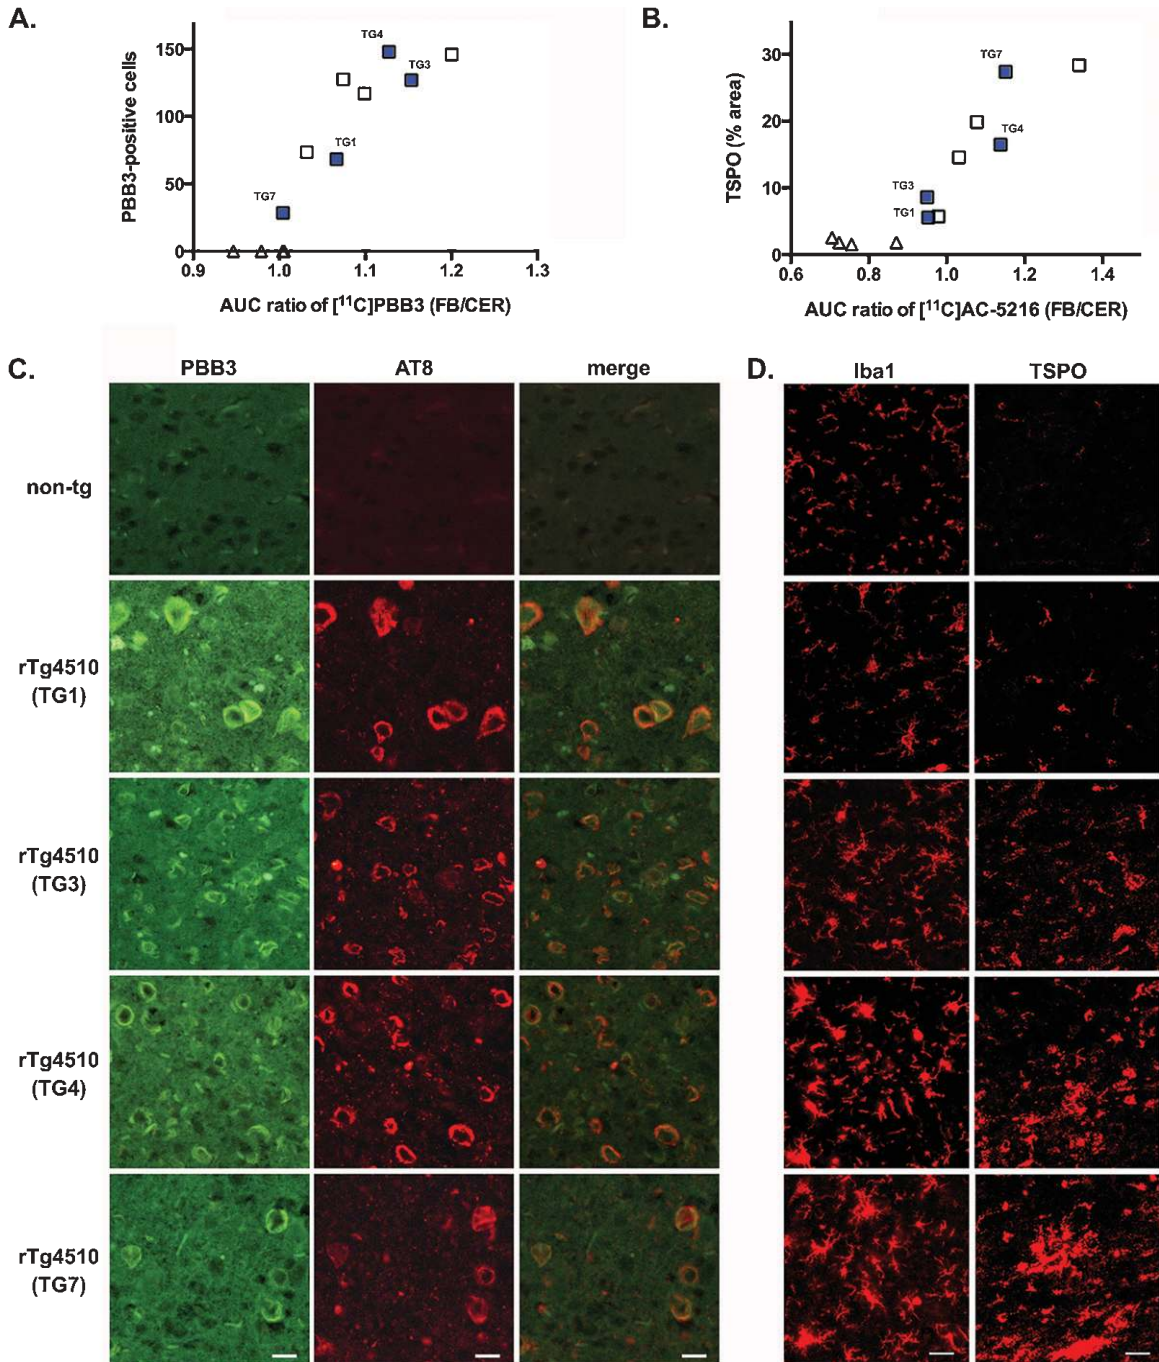 A.
PBB3-positive cells
150
100
50
0
TG4
TG3
TG1
TG7
0.9 1.0 1.1 1.2 1.3
AUC ratio of [¹¹C]PBB3 (FB/CER)
B.
TSPO (% area)
30
20
10
0
TG7
TG4
TG3
TG1
0.6 0.8 1.0 1.2 1.4
AUC ratio of [¹¹C]AC-5216 (FB/CER)
C.
PBB3 AT8 merge
non-tg
rTg4510
(TG1)
rTg4510
(TG3)
rTg4510
(TG4)
rTg4510
(TG7)
D.
Iba1 TSPO